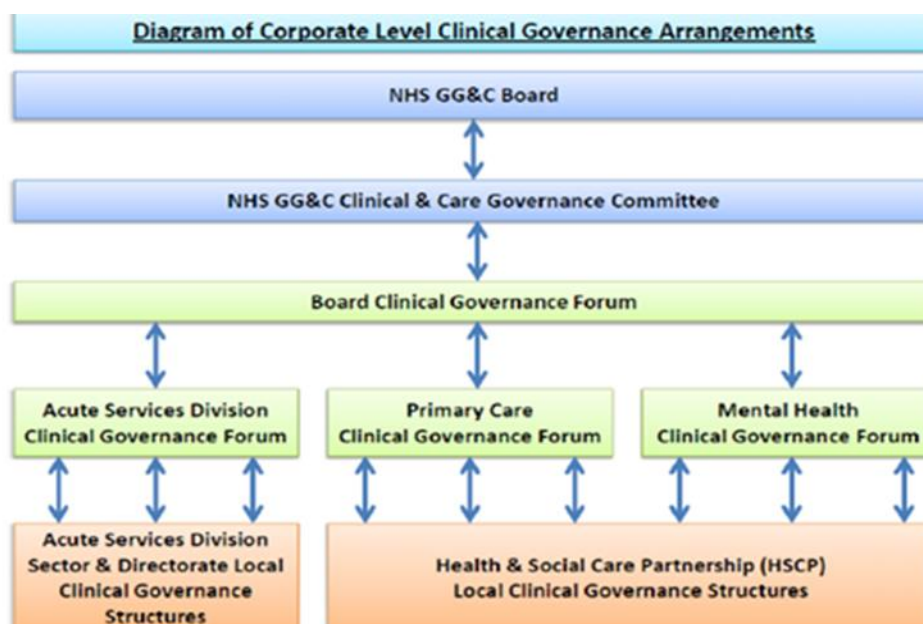 Diagram of Corporate Level Clinical Governance Arrangements
NHS GG&C Board
NHS GG&C Clinical & Care Governance Committee
Board Clinical Governance Forum
Acute Services Division
Clinical Governance Forum
Primary Care
Clinical Governance Forum
Mental Health
Clinical Governance Forum
Acute Services Division
Sector & Directorate Local
Clinical Governance
Structures
Health & Social Care Partnership (HSCP)
Local Clinical Governance Structures